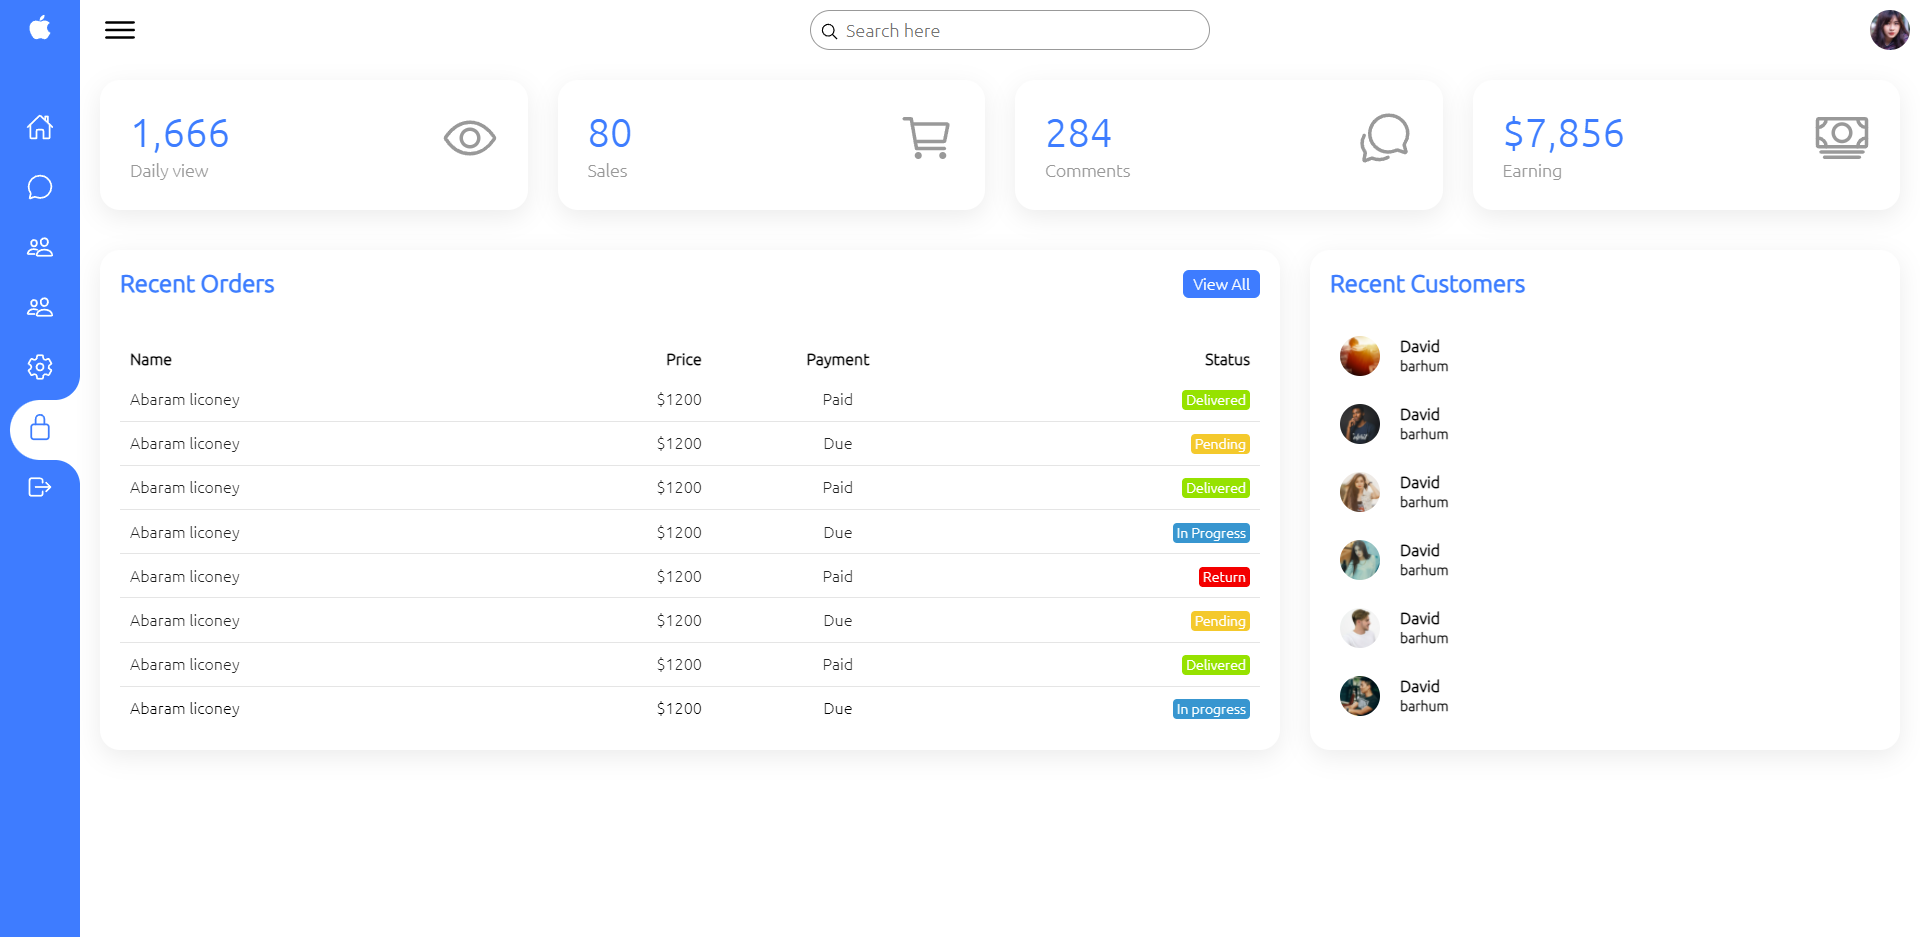 Search here
1,666
Daily view
80
Sales
284
Comments
$7,856
Earning
Recent Orders
View All
Name Price Payment Status
Abaram liconey $1200 Paid Delivered
Abaram liconey $1200 Due Pending
Abaram liconey $1200 Paid Delivered
Abaram liconey $1200 Due In Progress
Abaram liconey $1200 Paid Return
Abaram liconey $1200 Due Pending
Abaram liconey $1200 Paid Delivered
Abaram liconey $1200 Due In progress
Recent Customers
David
barhum
David
barhum
David
barhum
David
barhum
David
barhum
David
barhum